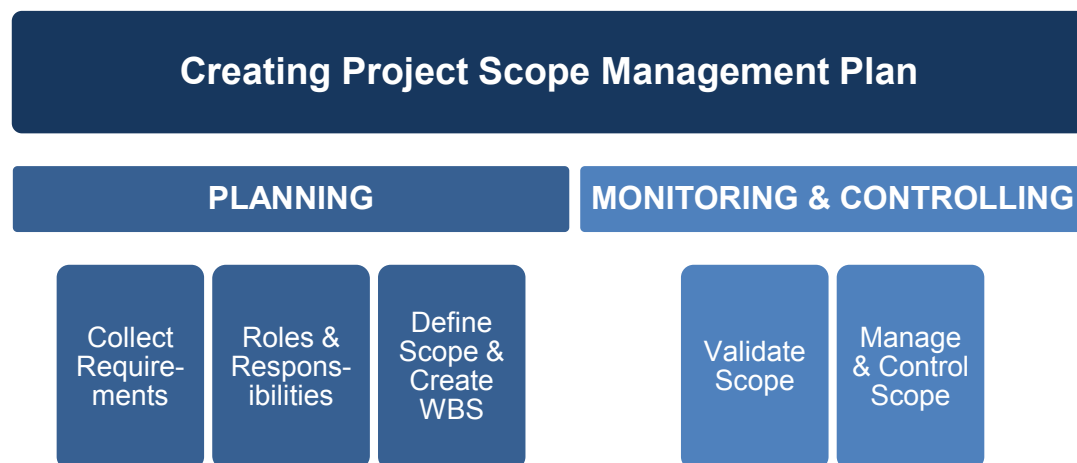 Creating Project Scope Management Plan
PLANNING
MONITORING & CONTROLLING
Collect
Require-
ments
Roles &
Respons-
ibilities
Define
Scope &
Create
WBS
Validate
Scope
Manage
& Control
Scope